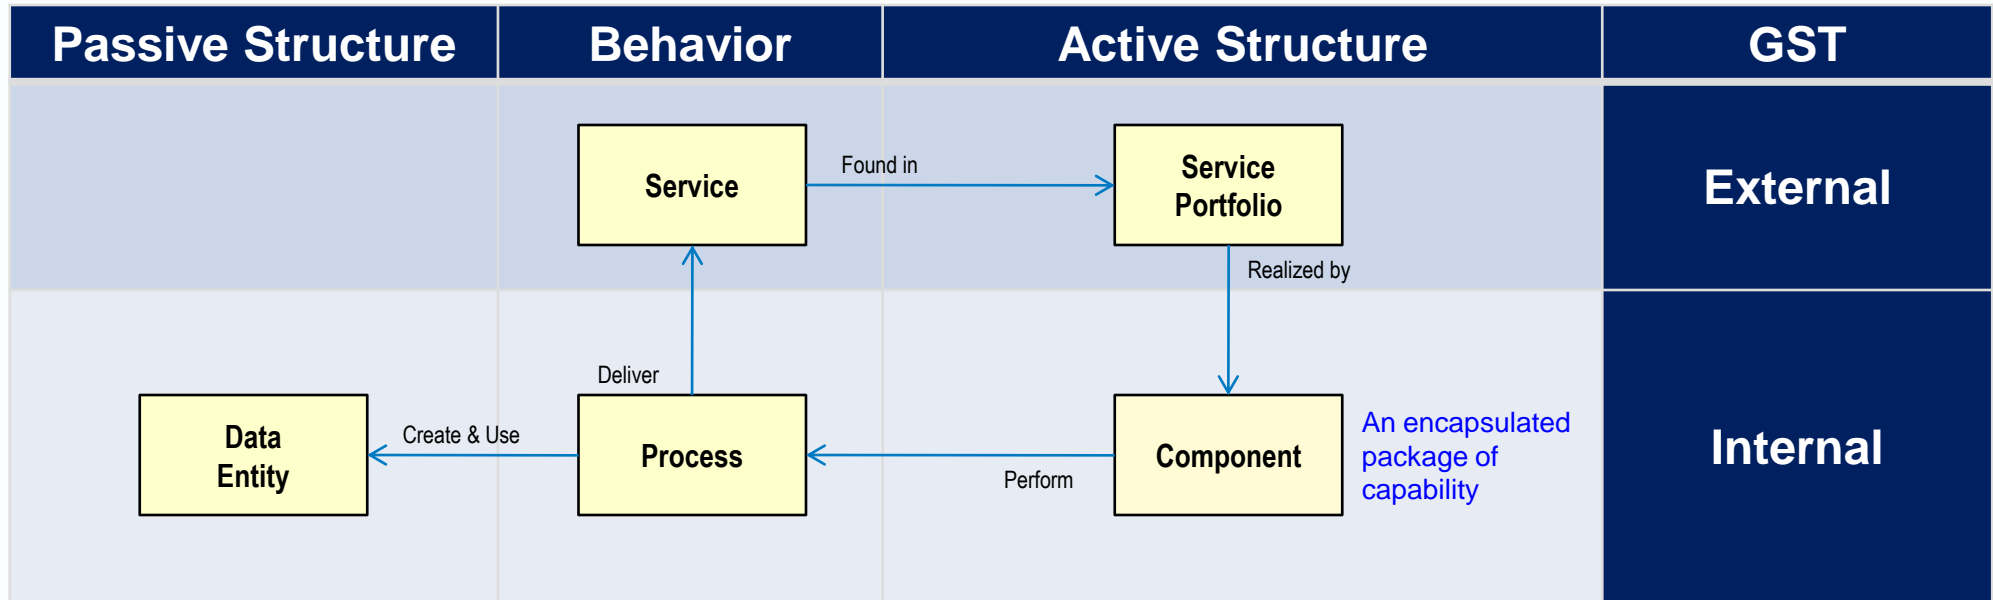 Passive Structure
Behavior
Active Structure
GST
Service
Found in
Service
Portfolio
External
Realized by
Deliver
Data
Entity
Create & Use
Process
Perform
Component
An encapsulated
package of
capability
Internal